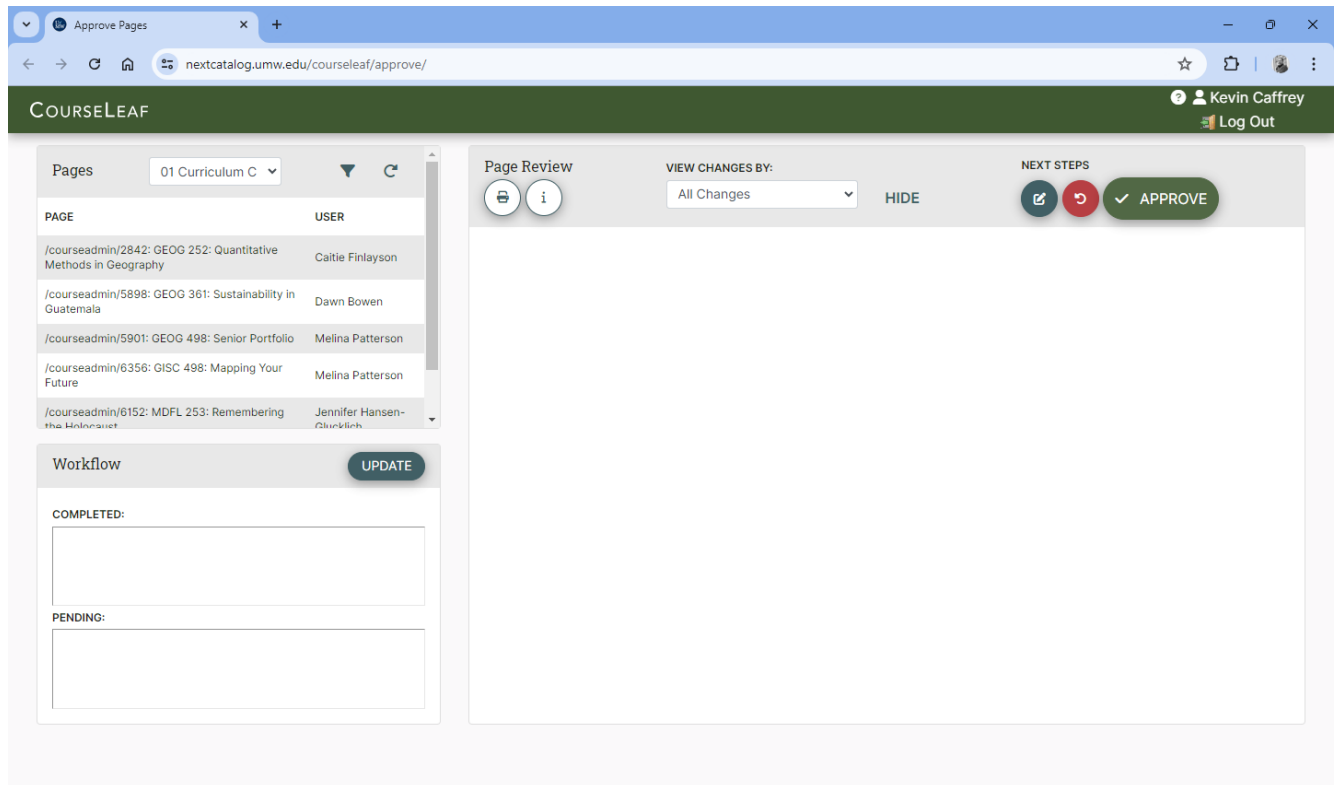 Approve Pages
nextcatalog.umw.edu/courseleaf/approve/
COURSELEAF
Kevin Caffrey
Log Out
Pages
01 Curriculum C
PAGE USER
/courseadmin/2842: GEOG 252: Quantitative
Methods in Geography
Caitie Finlayson
/courseadmin/5898: GEOG 361: Sustainability in
Guatemala
Dawn Bowen
/courseadmin/5901: GEOG 498: Senior Portfolio Melina Patterson
/courseadmin/6356: GISC 498: Mapping Your
Future
Melina Patterson
/courseadmin/6152: MDFL 253: Remembering
the Holocaust
Jennifer Hansen-
Glucklich
Workflow
UPDATE
COMPLETED:
PENDING:
Page Review
i
VIEW CHANGES BY:
All Changes
HIDE
NEXT STEPS
APPROVE